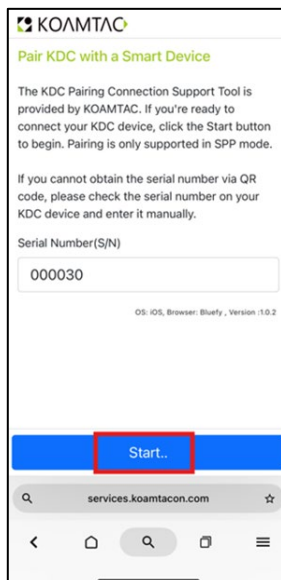 KOAMTAC
Pair KDC with a Smart Device
The KDC Pairing Connection Support Tool is
provided by KOAMTAC. If you're ready to
connect your KDC device, click the Start button
to begin. Pairing is only supported in SPP mode.
If you cannot obtain the serial number via QR
code, please check the serial number on your
KDC device and enter it manually.
Serial Number(S/N)
000030
OS: iOS, Browser: Bluefy , Version :1.0.2
Start..
services.koamtacon.com